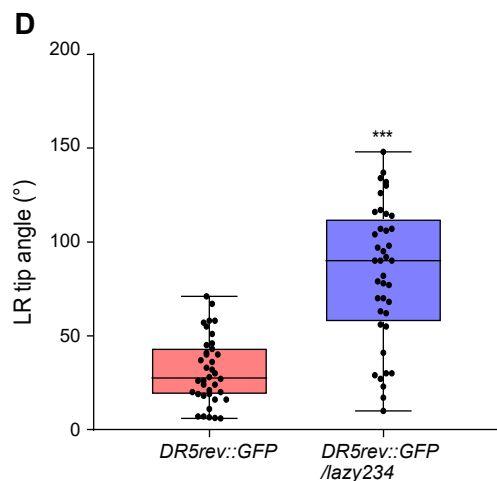 D
200
150
100
50
0
LR tip angle (°)
***
DR5rev::GFP
DR5rev::GFP
/lazy234